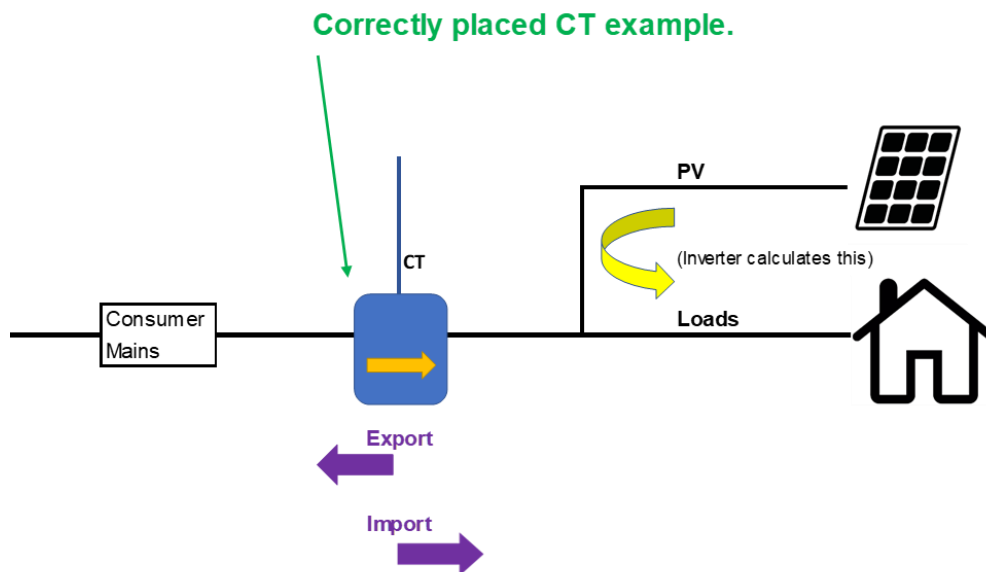 Correctly placed CT example.
PV
CT
(Inverter calculates this)
Consumer
Mains
Loads
Export
Import